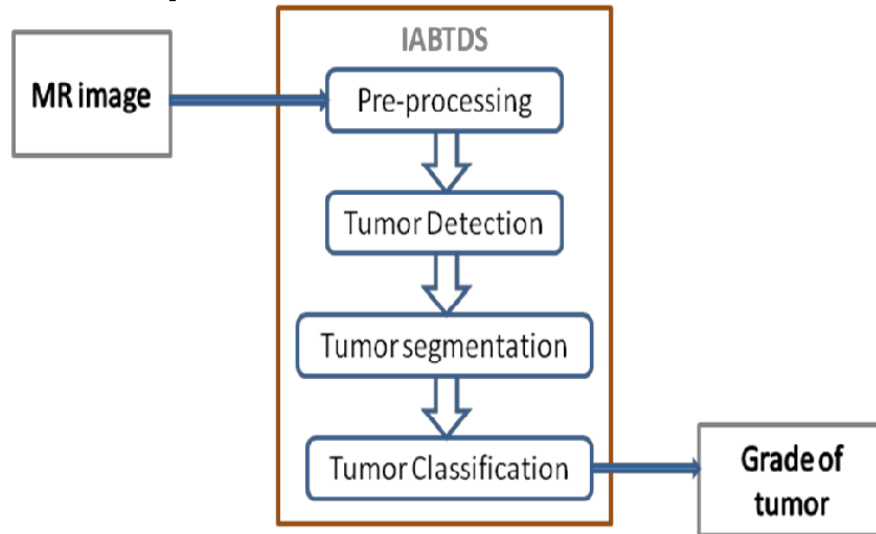 IABTDS
MR image
Pre-processing
Tumor Detection
Tumor segmentation
Tumor Classification
Grade of
tumor